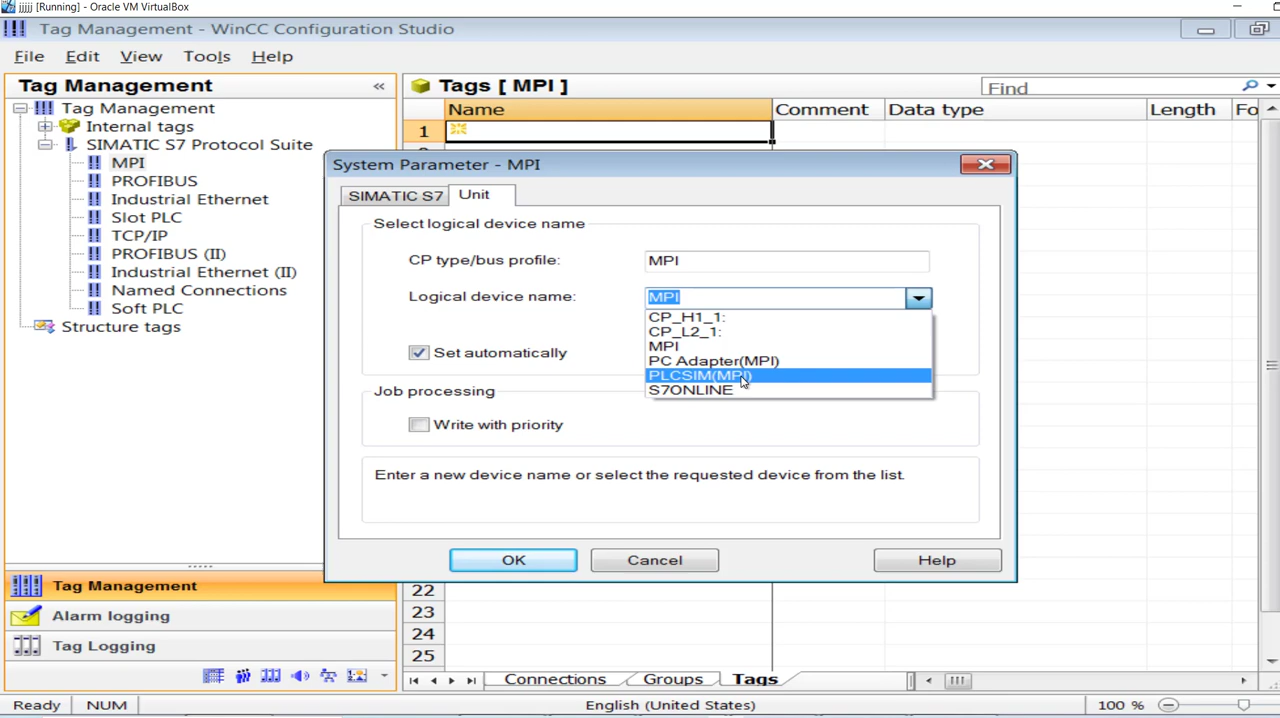 jjjjj [Running] - Oracle VM VirtualBox
Tag Management - WinCC Configuration Studio
File Edit View Tools Help
Tag Management «
Tag Management
Internal tags
SIMATIC S7 Protocol Suite
MPI
PROFIBUS
Industrial Ethernet
Slot PLC
TCP/IP
PROFIBUS (II)
Industrial Ethernet (II)
Named Connections
Soft PLC
Structure tags
Tags [ MPI ]
Find
Name Comment Data type Length Fo
1
System Parameter - MPI
SIMATIC S7 Unit
Select logical device name
CP type/bus profile: MPI
Logical device name: MPI
CP_H1_1:
CP_L2_1:
MPI
PC Adapter(MPI)
PLCSIM(MPI)
S7ONLINE
Set automatically
Job processing
Write with priority
Enter a new device name or select the requested device from the list.
OK Cancel Help
22
23
24
25
Tag Management
Alarm logging
Tag Logging
Connections Groups Tags
Ready NUM English (United States) 100 %